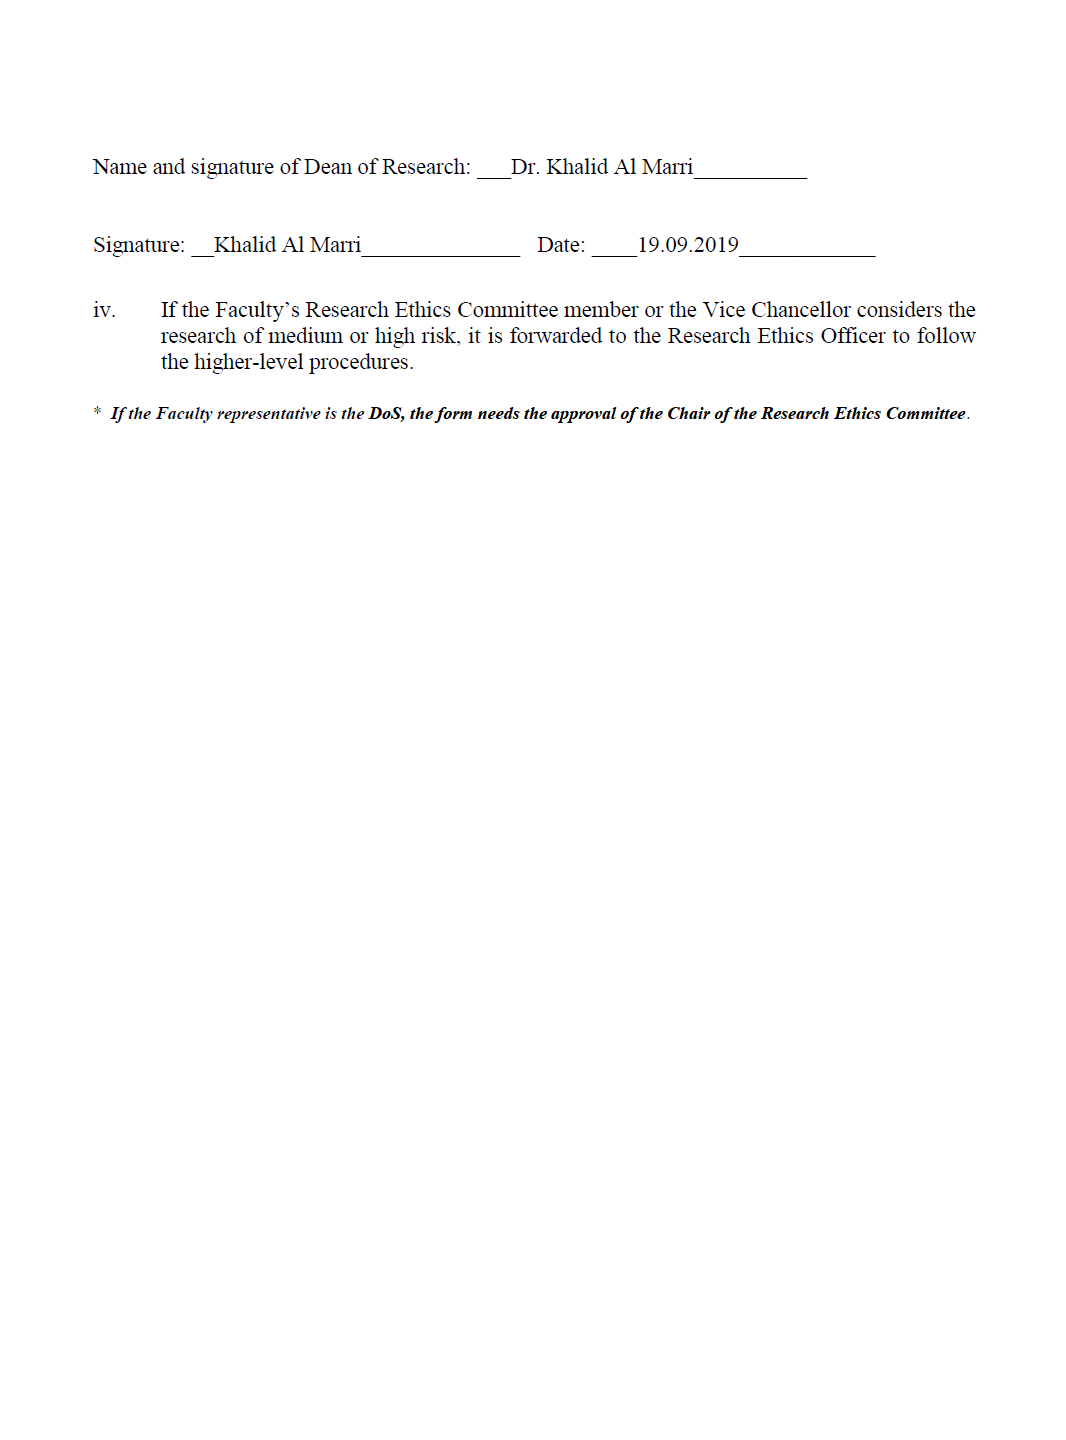 Name and signature of Dean of Research: ___Dr. Khalid Al Marri__________
Signature: __Khalid Al Marri______________ Date: ____19.09.2019____________
iv. If the Faculty’s Research Ethics Committee member or the Vice Chancellor considers the
research of medium or high risk, it is forwarded to the Research Ethics Officer to follow
the higher-level procedures.
* If the Faculty representative is the DoS, the form needs the approval of the Chair of the Research Ethics Committee.